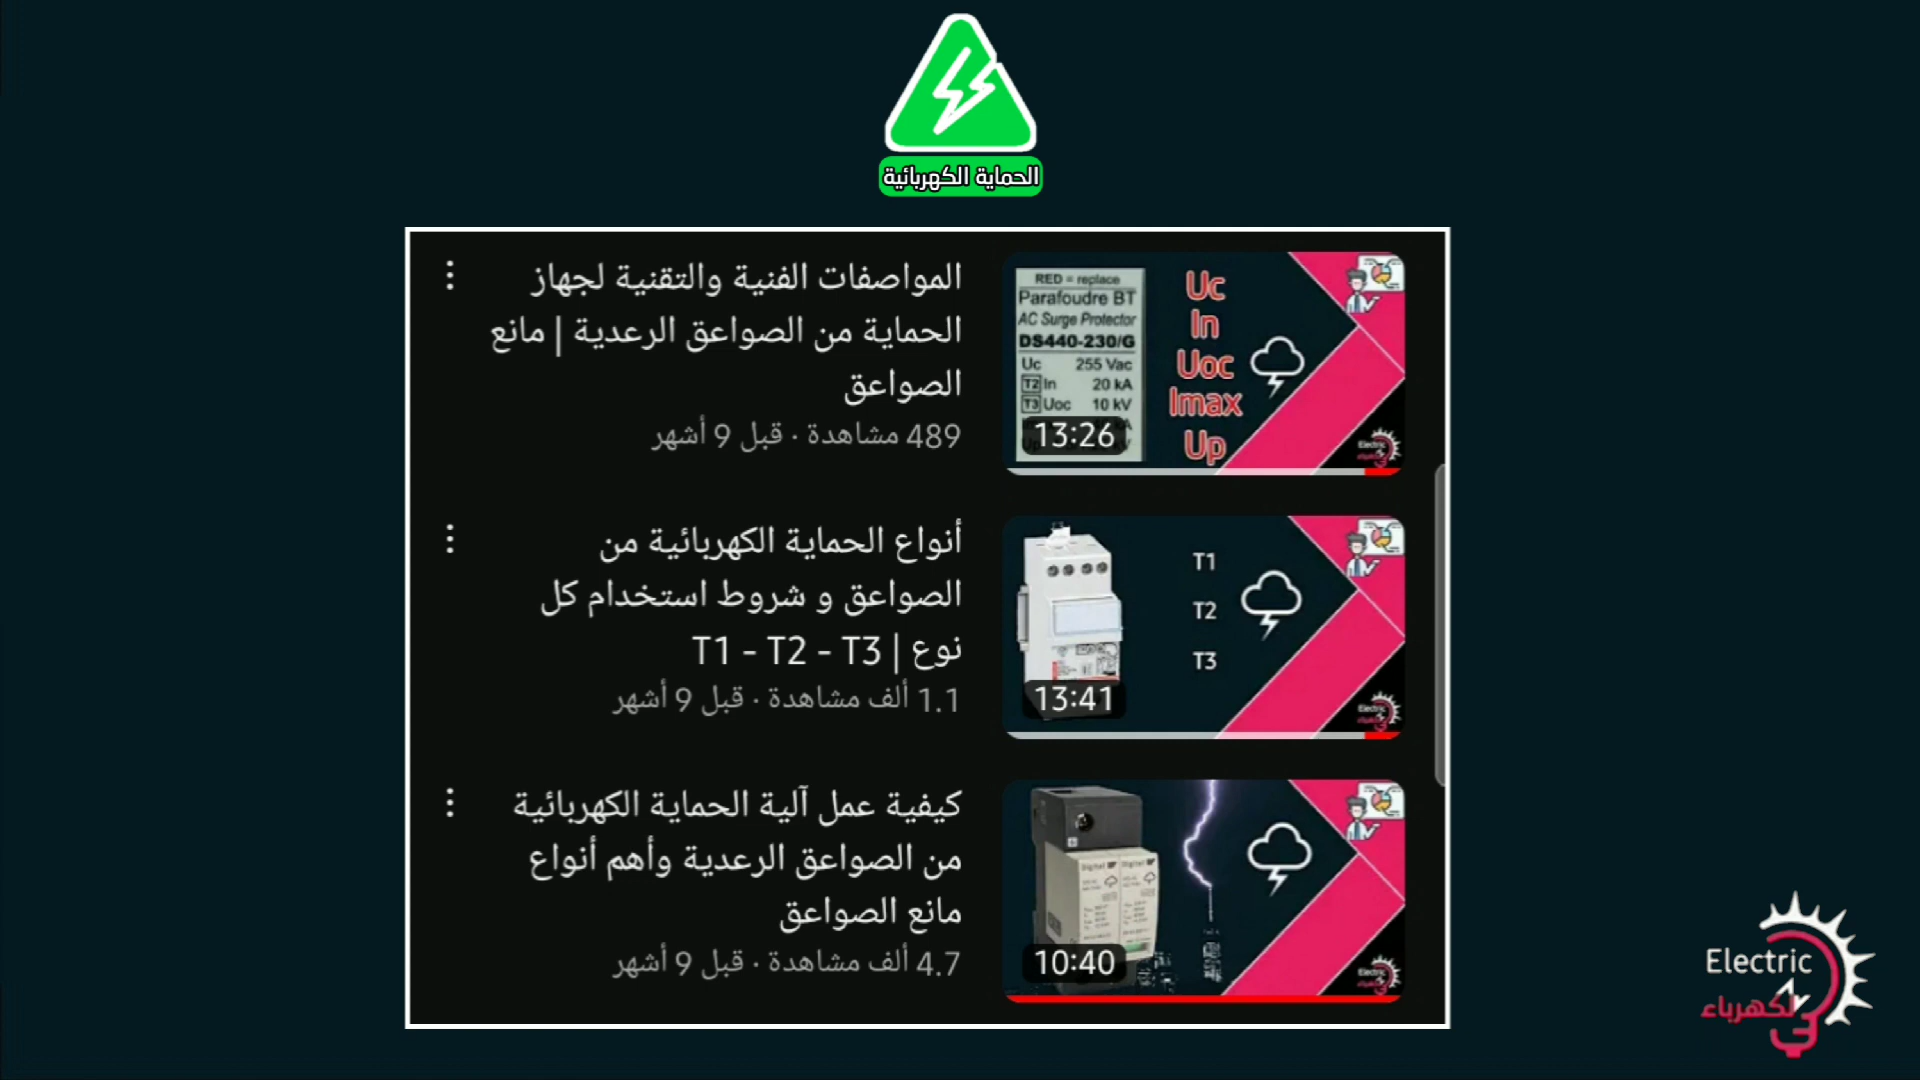 الحماية الكهربائية
المواصفات الفنية والتقنية لجهاز
الحماية من الصواعق الرعدية | مانع
الصواعق
489 مشاهدة · قبل 9 أشهر
RED = replace
Parafoudre BT
AC Surge Protector
DS440-230/G
Uc 255 Vac
T2 In 20 kA
T3 Uoc 10 kV
13:26
Uc
In
Uoc
Imax
Up
أنواع الحماية الكهربائية من
الصواعق و شروط استخدام كل
نوع | T1 - T2 - T3
1.1 ألف مشاهدة · قبل 9 أشهر
T1
T2
T3
13:41
كيفية عمل آلية الحماية الكهربائية
من الصواعق الرعدية وأهم أنواع
مانع الصواعق
4.7 ألف مشاهدة · قبل 9 أشهر
10:40
Electric
لكهرباء